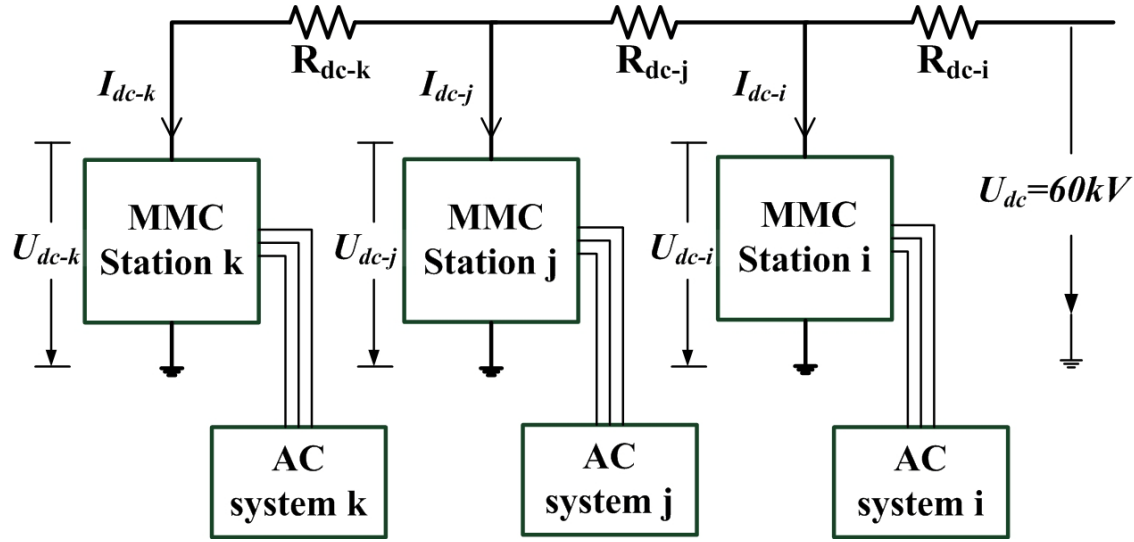 R_dc-k R_dc-j R_dc-i
I_dc-k I_dc-j I_dc-i
U_dc=60kV
MMC
Station k
MMC
Station j
MMC
Station i
U_dc-k U_dc-j U_dc-i
AC
system k
AC
system j
AC
system i